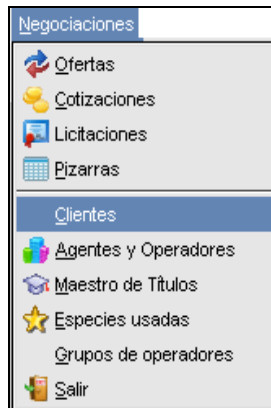 Negociaciones
Ofertas
Cotizaciones
Licitaciones
Pizarras
Clientes
Agentes y Operadores
Maestro de Títulos
Especies usadas
Grupos de operadores
Salir